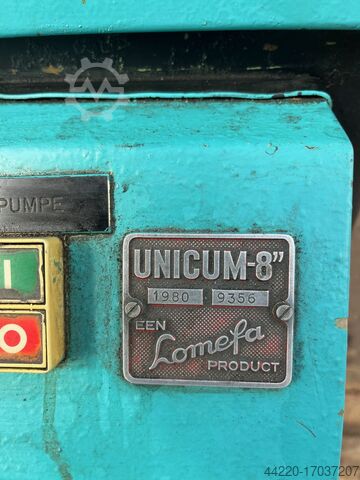 PUMPE
I
O
UNICUM-8”
1980 9356
EEN
Lomefa
PRODUCT
44220-17037207